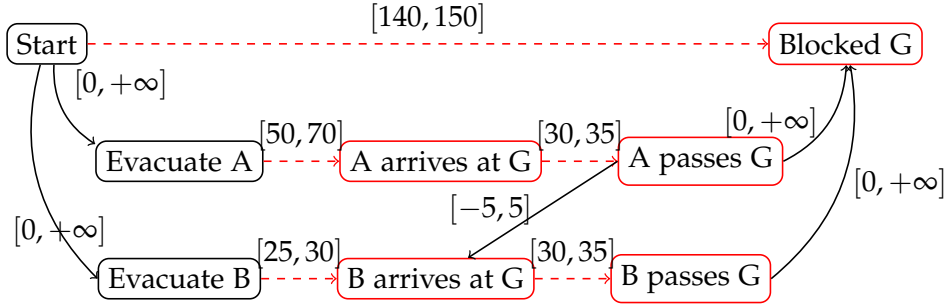 [140, 150]
Start
Blocked G
[0, +∞]
[50, 70]
[30, 35]
[0, +∞]
Evacuate A
A arrives at G
A passes G
[−5, 5]
[0, +∞]
[0, +∞]
[25, 30]
[30, 35]
Evacuate B
B arrives at G
B passes G